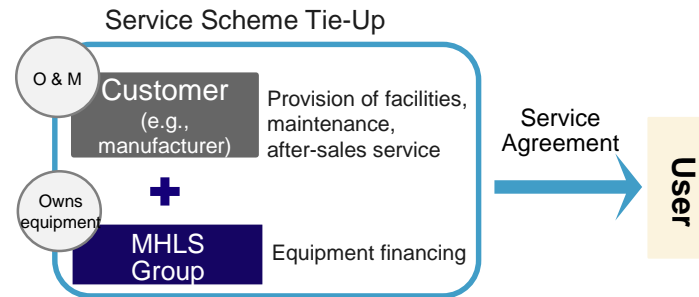 Service Scheme Tie-Up
O & M
Customer
(e.g.,
manufacturer)
Provision of facilities,
maintenance,
after-sales service
Owns
equipment
MHLS
Group
Equipment financing
Service
Agreement
User